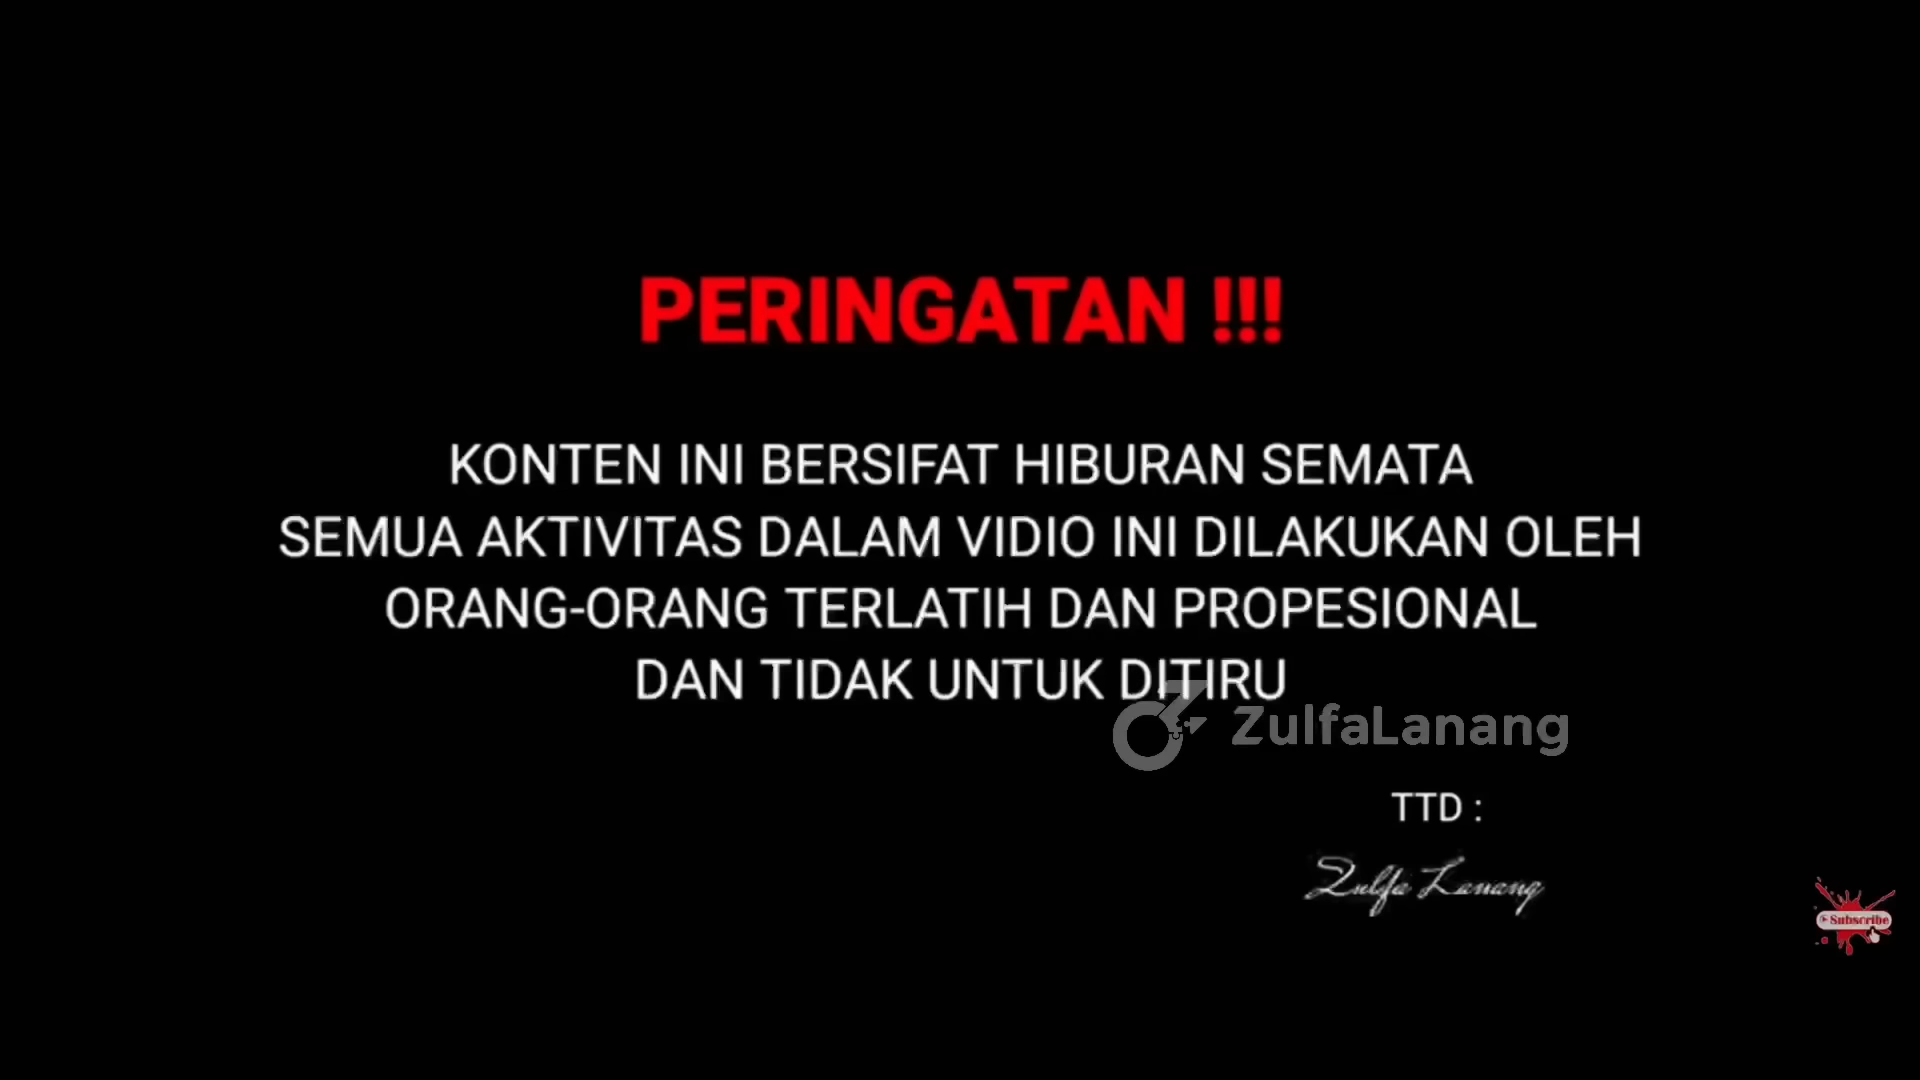 PERINGATAN !!!
KONTEN INI BERSIFAT HIBURAN SEMATA
SEMUA AKTIVITAS DALAM VIDIO INI DILAKUKAN OLEH
ORANG-ORANG TERLATIH DAN PROPESIONAL
DAN TIDAK UNTUK DITIRU
ZulfaLanang
TTD :
Zulfa Lanang
Subscribe